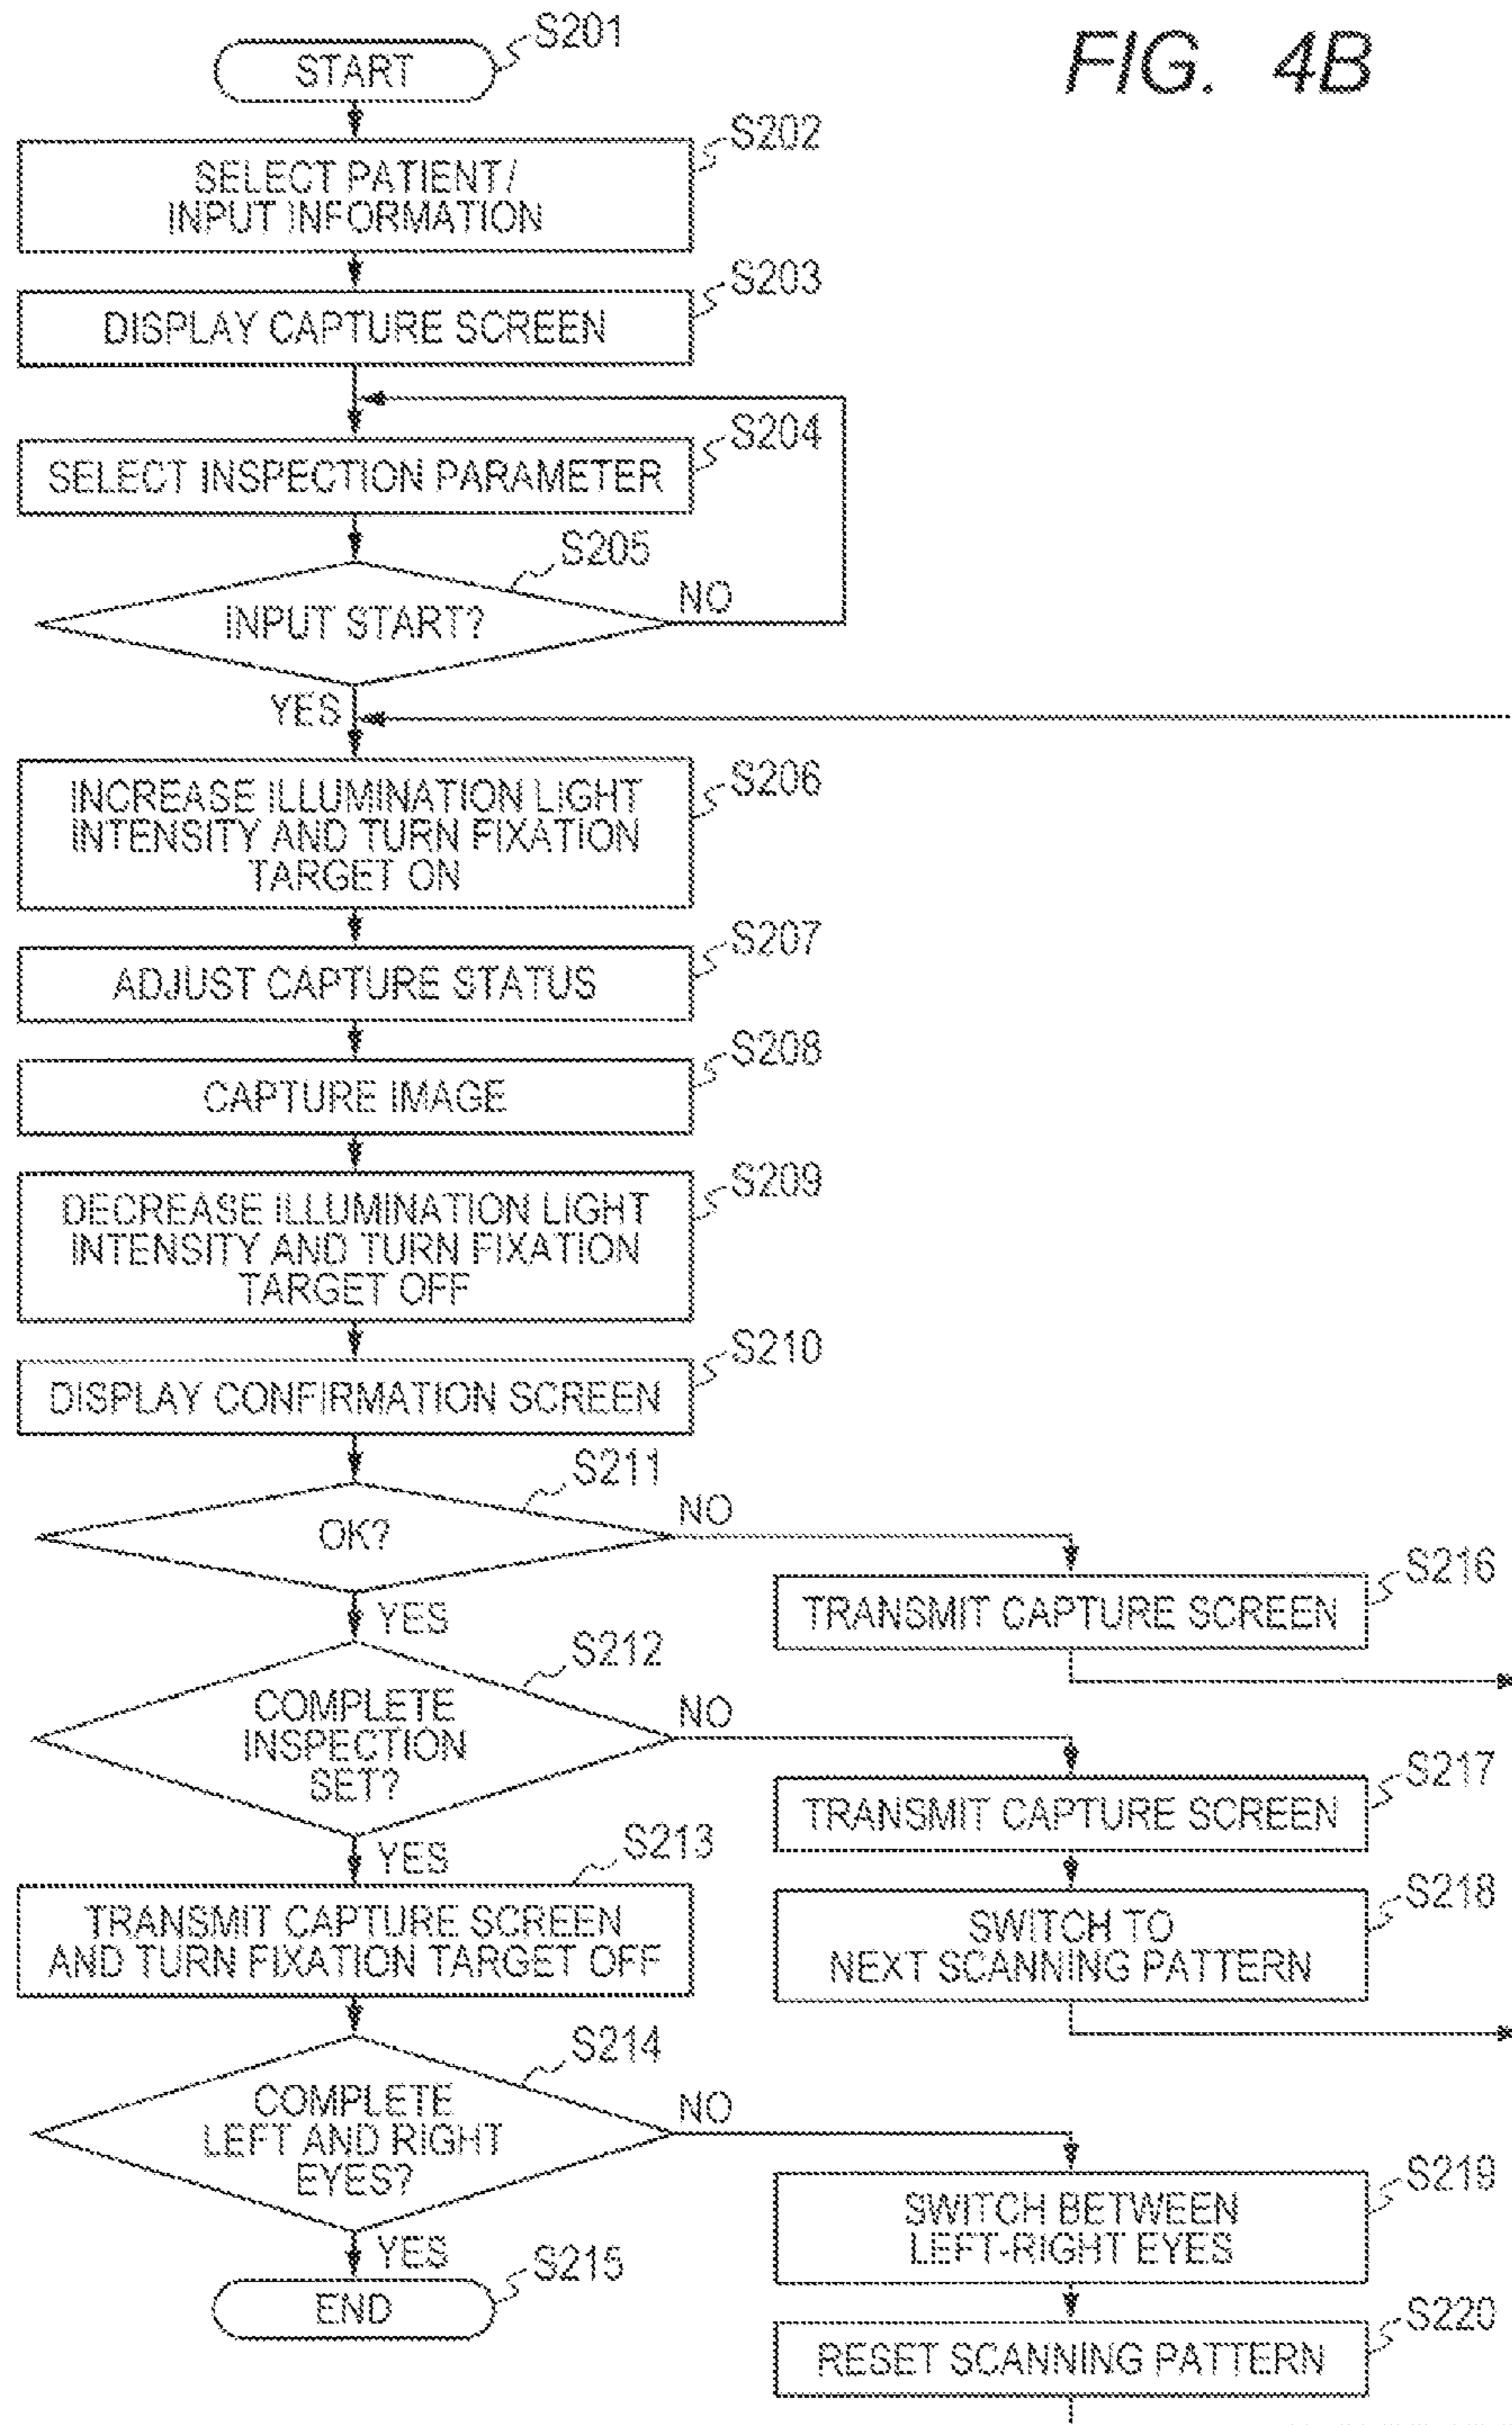 FIG. 4B
START
S201
SELECT PATIENT/
INPUT INFORMATION
S202
DISPLAY CAPTURE SCREEN
S203
SELECT INSPECTION PARAMETER
S204
INPUT START?
S205
NO
YES
INCREASE ILLUMINATION LIGHT
INTENSITY AND TURN FIXATION
TARGET ON
S206
ADJUST CAPTURE STATUS
S207
CAPTURE IMAGE
S208
DECREASE ILLUMINATION LIGHT
INTENSITY AND TURN FIXATION
TARGET OFF
S209
DISPLAY CONFIRMATION SCREEN
S210
OK?
S211
NO
YES
TRANSMIT CAPTURE SCREEN
S216
COMPLETE
INSPECTION
SET?
S212
NO
YES
TRANSMIT CAPTURE SCREEN
S217
SWITCH TO
NEXT SCANNING PATTERN
S218
TRANSMIT CAPTURE SCREEN
AND TURN FIXATION TARGET OFF
S213
COMPLETE
LEFT AND RIGHT
EYES?
S214
NO
YES
SWITCH BETWEEN
LEFT-RIGHT EYES
S219
RESET SCANNING PATTERN
S220
END
S215